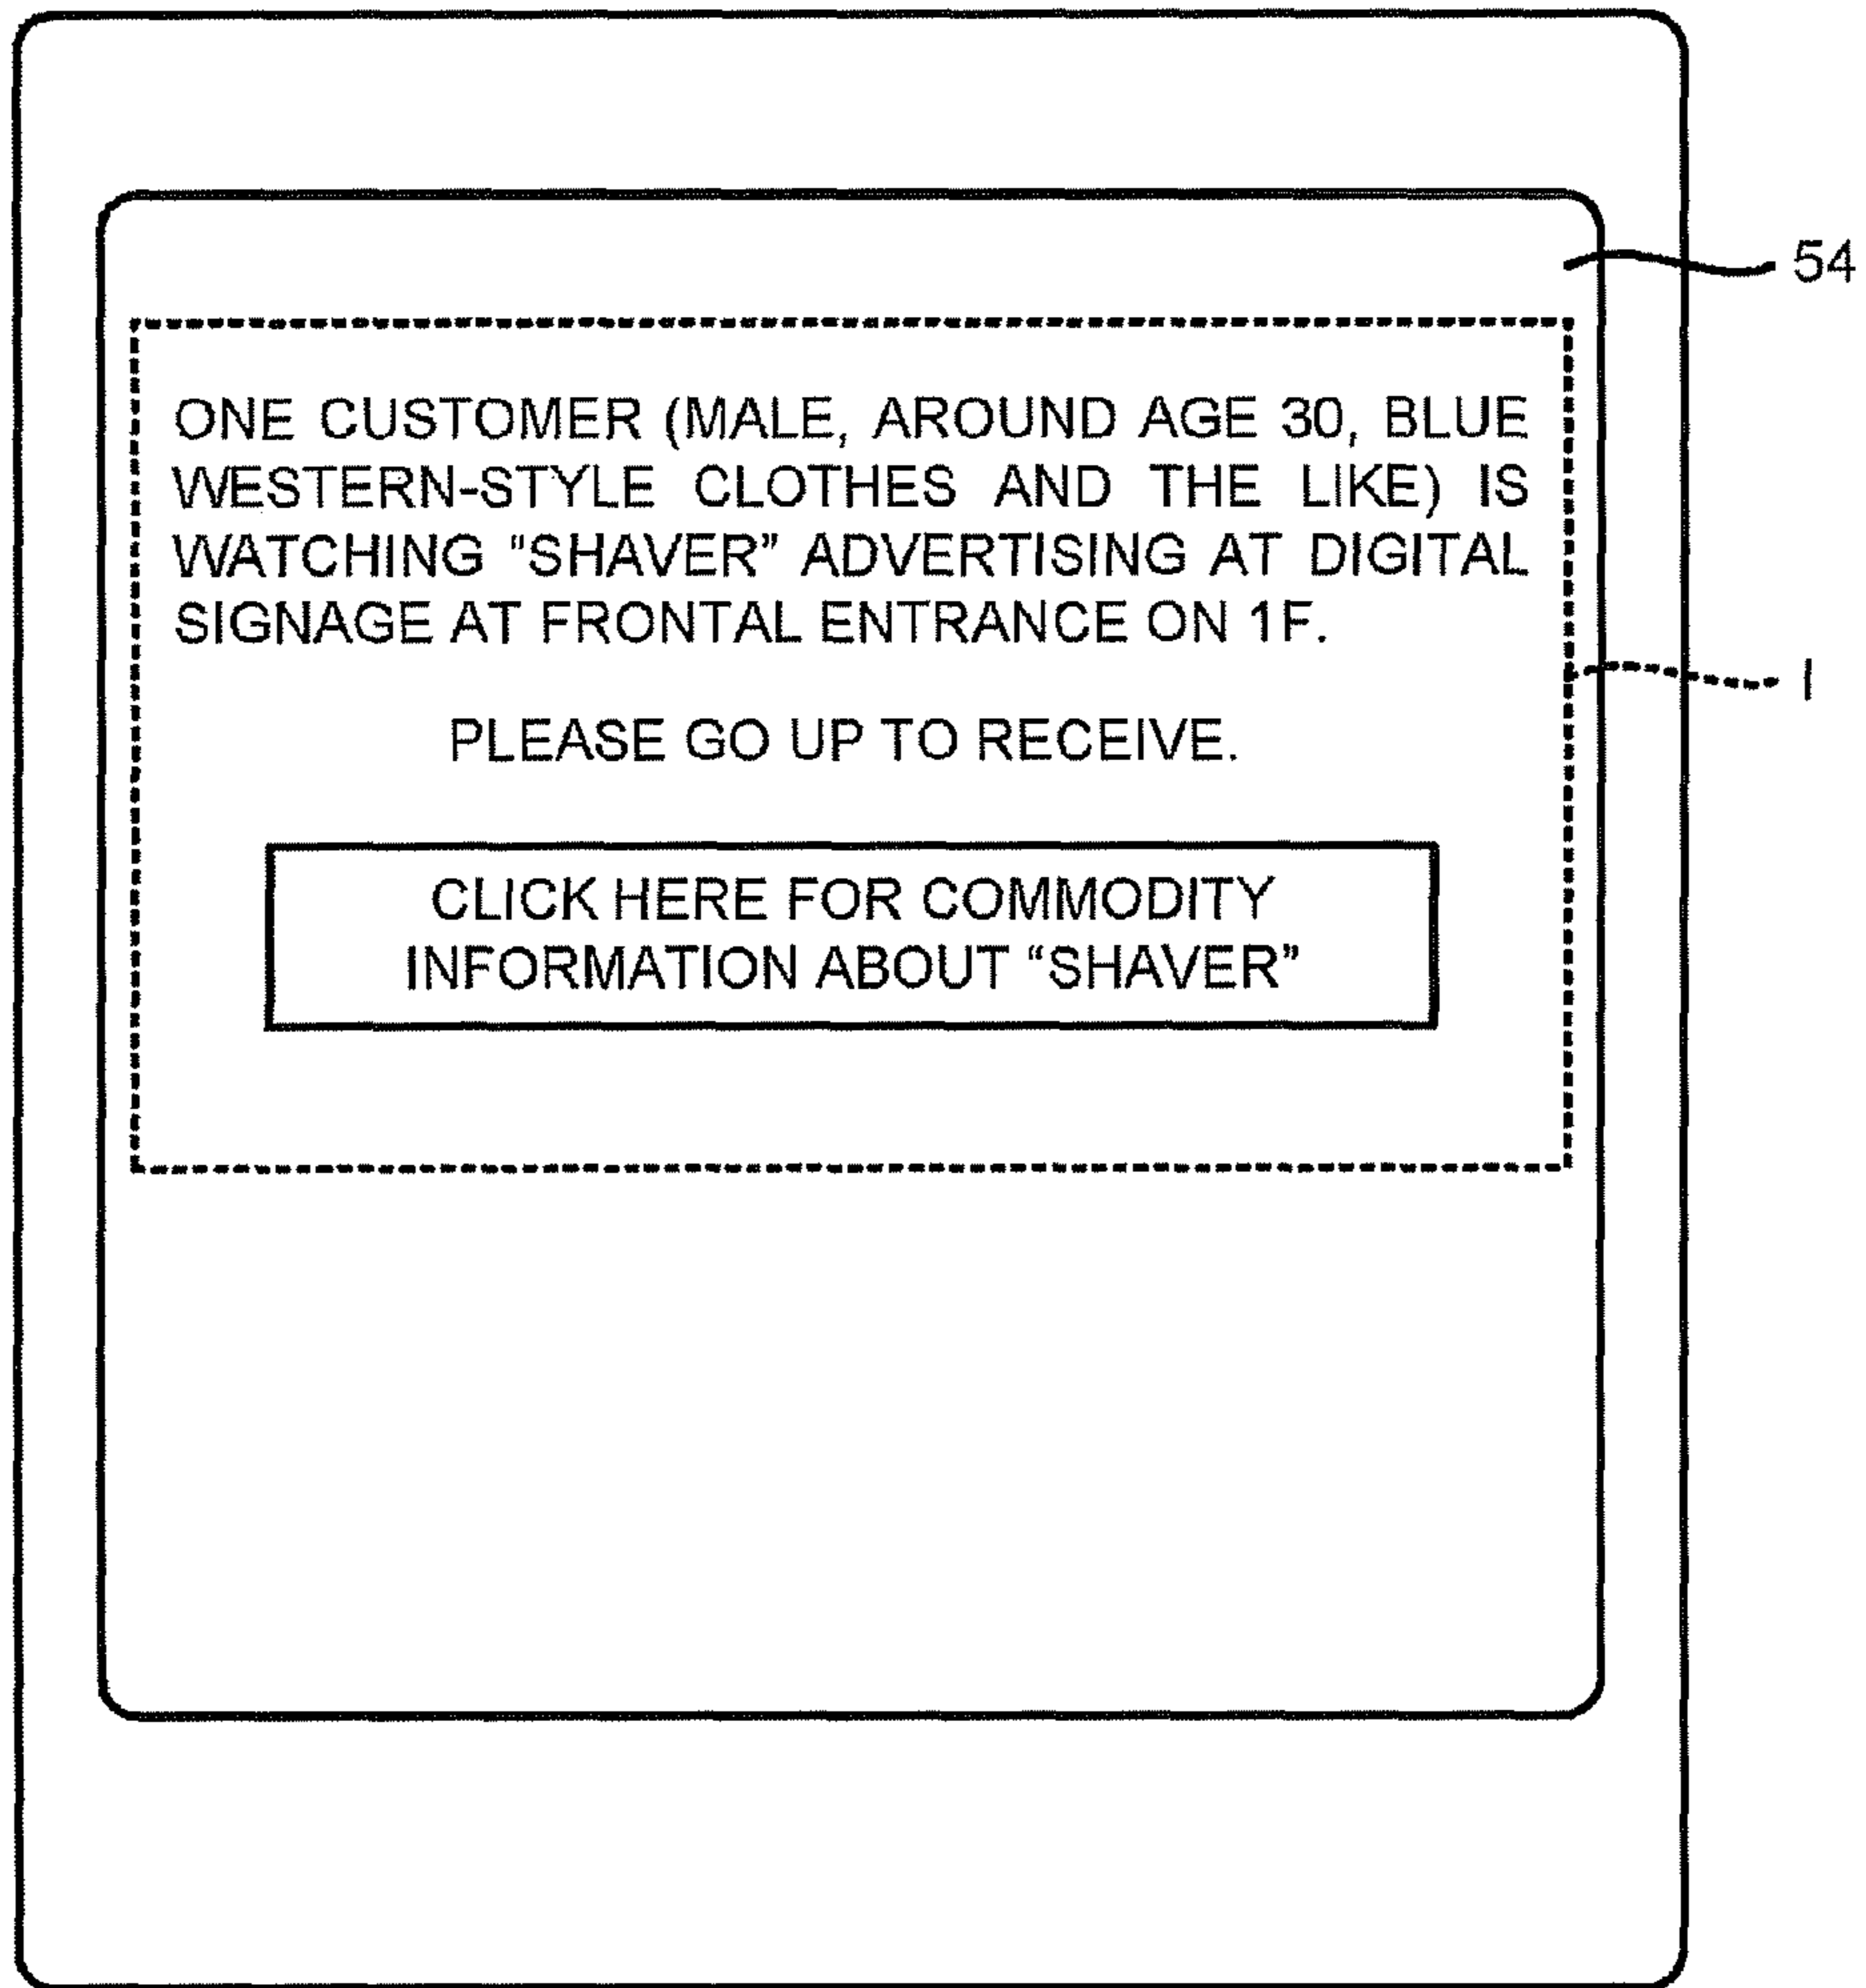 54
ONE CUSTOMER (MALE, AROUND AGE 30, BLUE
WESTERN-STYLE CLOTHES AND THE LIKE) IS
WATCHING “SHAVER” ADVERTISING AT DIGITAL
SIGNAGE AT FRONTAL ENTRANCE ON 1F.
I
PLEASE GO UP TO RECEIVE.
CLICK HERE FOR COMMODITY
INFORMATION ABOUT “SHAVER”